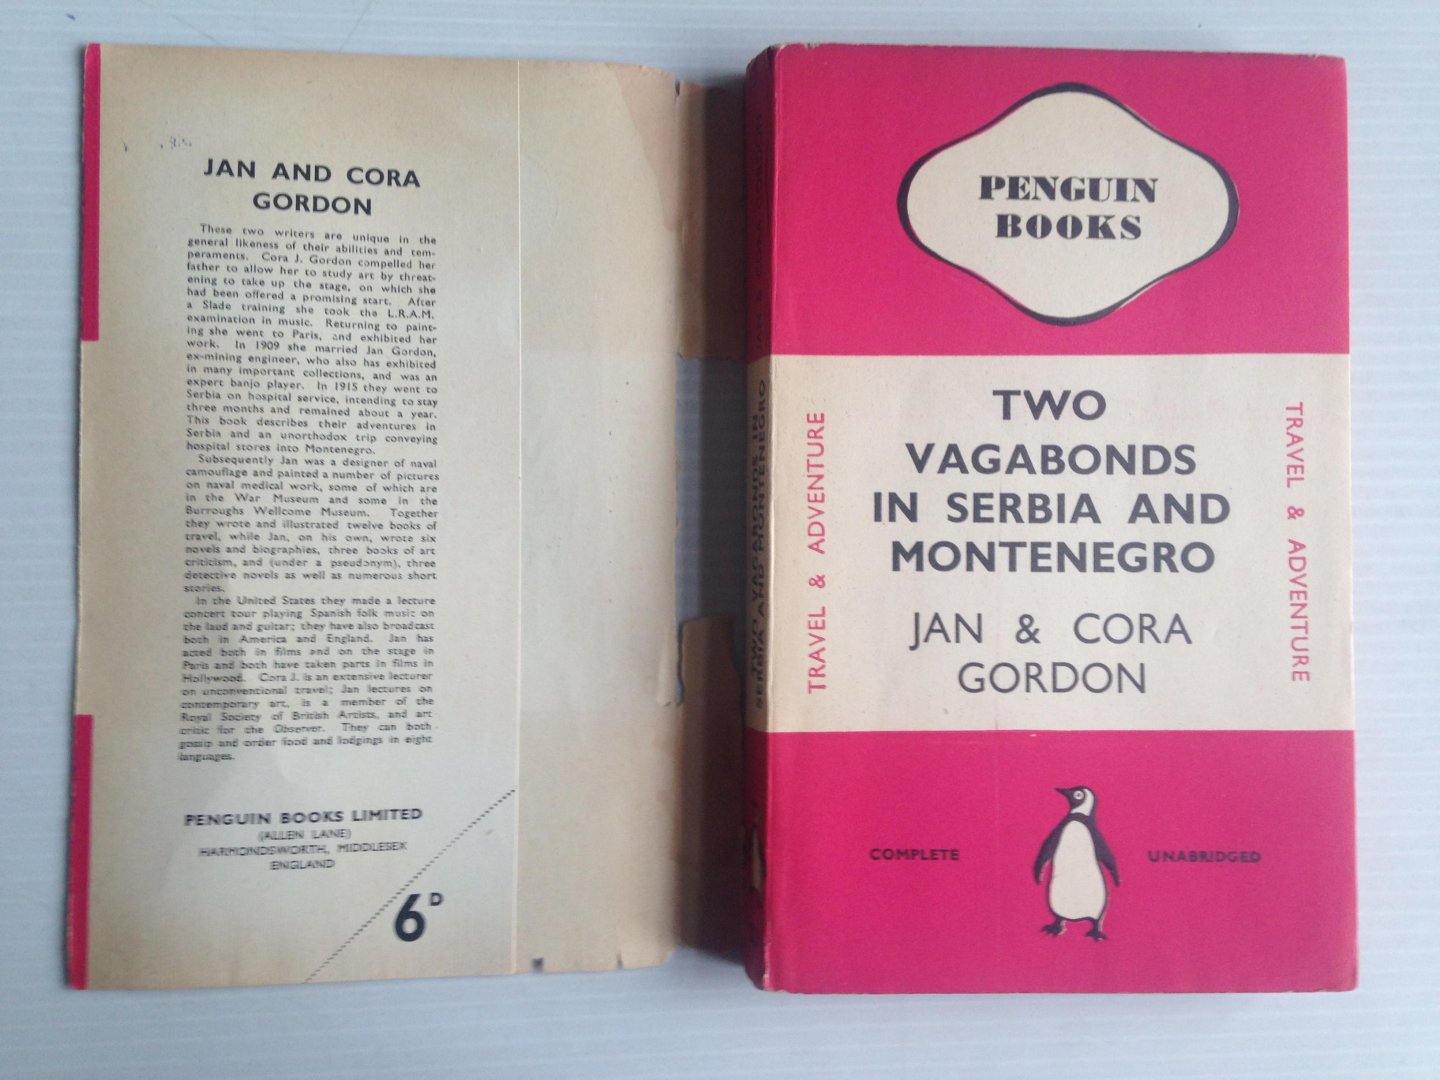 JAN AND CORA
GORDON
These two writers are unique in the
general likeness of their abilities and tem-
peraments. Cora J. Gordon compelled her
father to allow her to study art by threat-
ening to take up the stage, on which she
had been offered a promising start. After
a Slade training she took the L.R.A.M.
examination in music. Returning to paint-
ing she went to Paris, and exhibited her
work. In 1909 she married Jan Gordon,
ex-mining engineer, who also has exhibited
in many important collections, and was an
expert banjo player. In 1915 they went to
Serbia on hospital service, intending to stay
three months and remained about a year.
This book describes their adventures in
Serbia and an unorthodox trip conveying
hospital stores into Montenegro.
Subsequently Jan was a designer of naval
camouflage and painted a number of pictures
on naval medical work, some of which are
in the War Museum and some in the
Burroughs Wellcome Museum. Together
they wrote and illustrated twelve books of
travel, while Jan, on his own, wrote six
novels and biographies, three books of art
criticism, and (under a pseudonym), three
detective novels as well as numerous short
stories.
In the United States they made a lecture
concert tour playing Spanish folk music on
the laud and guitar; they have also broadcast
both in America and England. Jan has
acted both in films and on the stage in
Paris and both have taken parts in films in
Hollywood. Cora J. is an extensive lecturer
on unconventional travel; Jan lectures on
contemporary art, is a member of the
Royal Society of British Artists, and art
critic for the Observer. They can both
gossip and order food and lodgings in eight
languages.
PENGUIN BOOKS LIMITED
(ALLEN LANE)
HARMONDSWORTH, MIDDLESEX
ENGLAND
6D
TWO VAGABONDS IN
SERBIA AND MONTENEGRO
PENGUIN
BOOKS
TRAVEL & ADVENTURE
TWO
VAGABONDS
IN SERBIA AND
MONTENEGRO
JAN & CORA
GORDON
TRAVEL & ADVENTURE
COMPLETE
UNABRIDGED